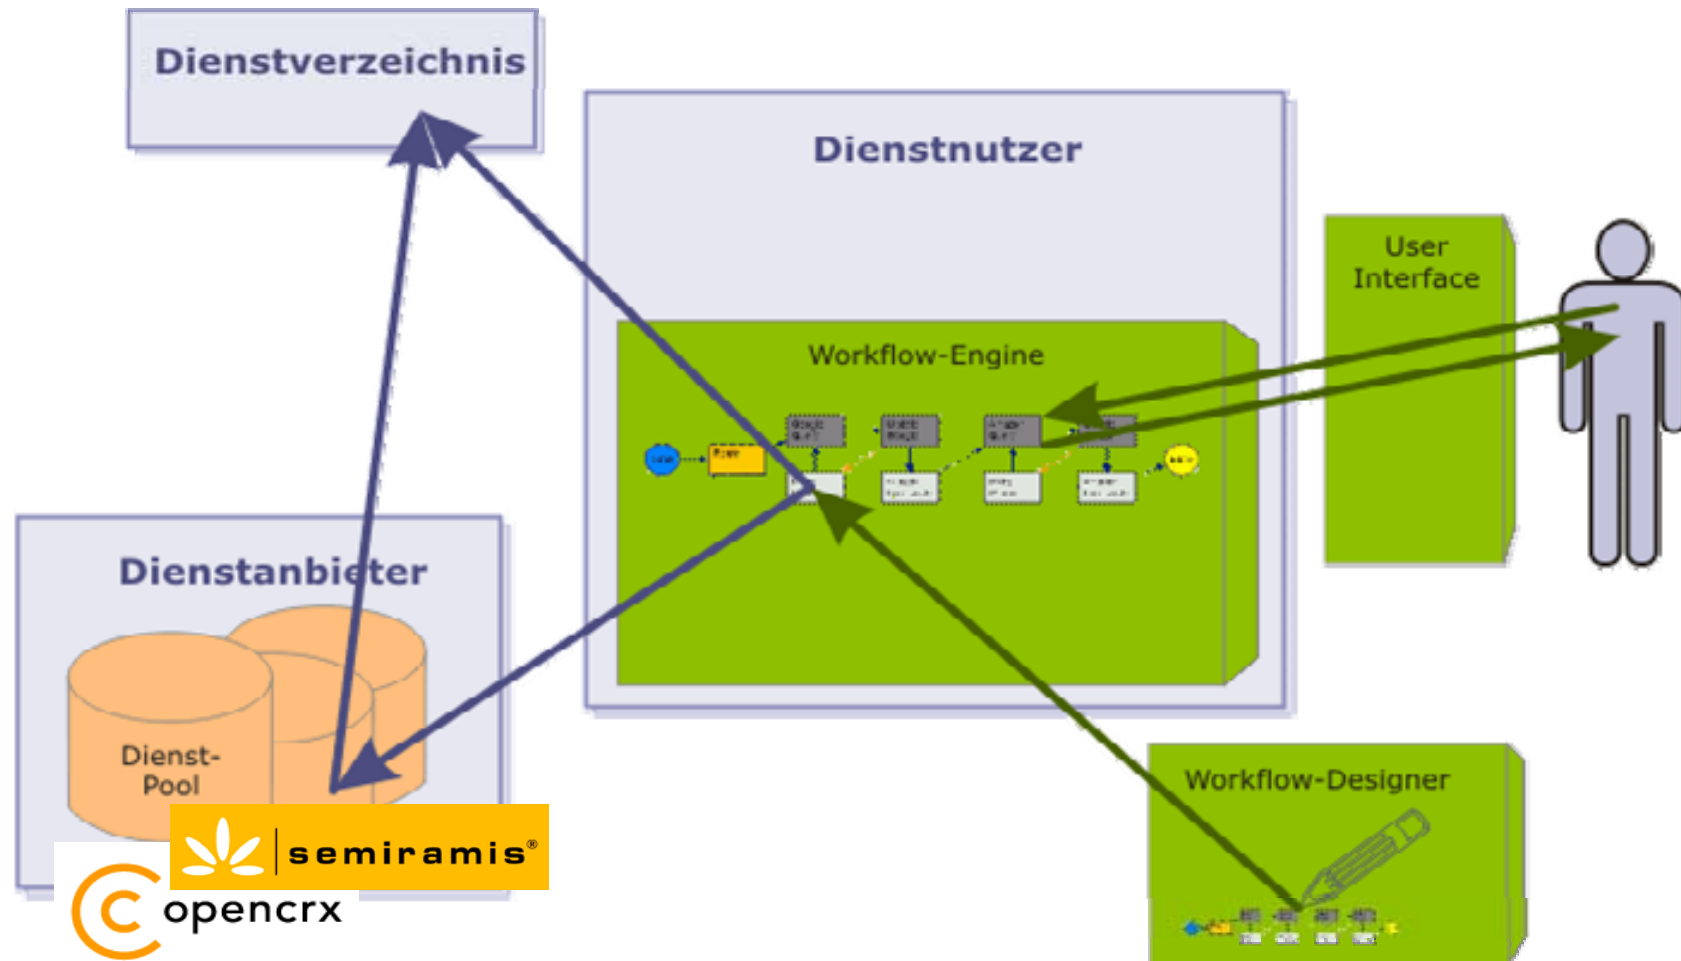 Dienstverzeichnis
Dienstnutzer
User
Interface
Workflow-Engine
Dienstanbieter
Dienst-
Pool
Workflow-Designer
semiramis®
opencrx